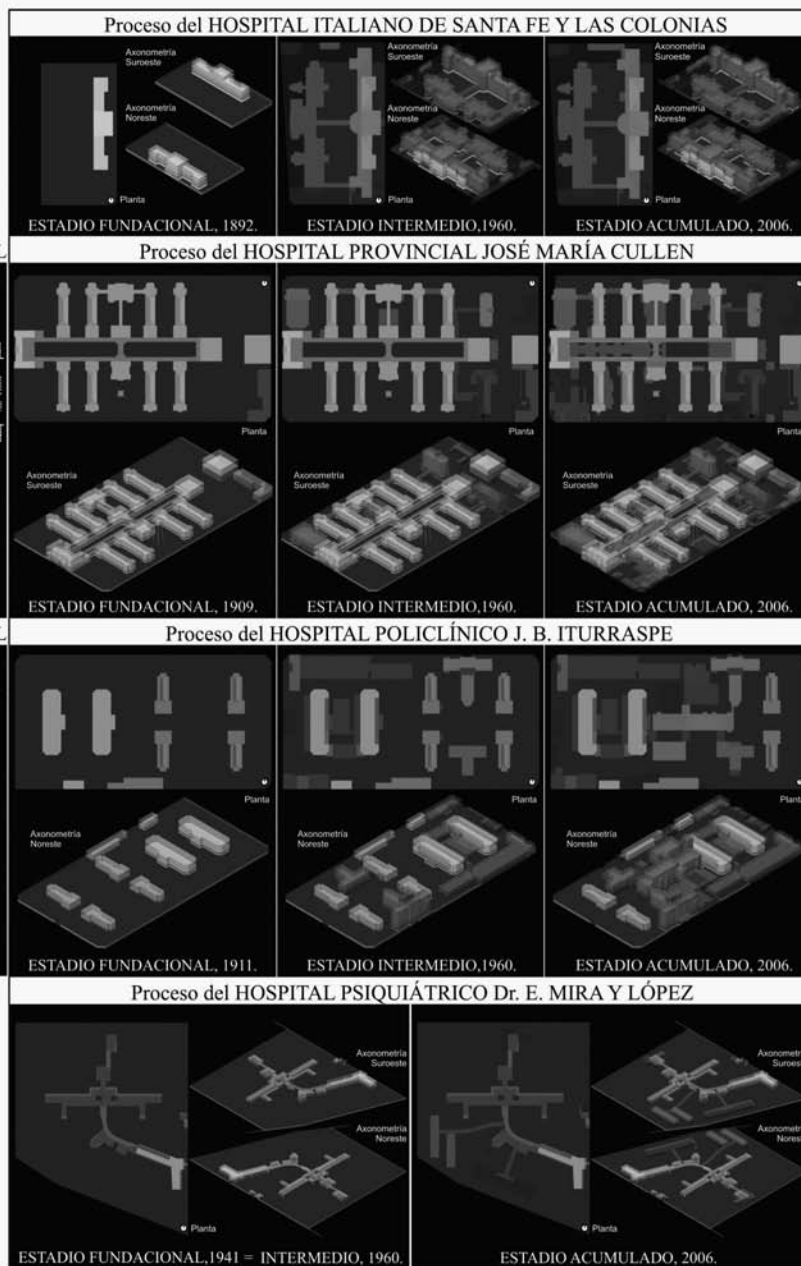 Proceso del HOSPITAL ITALIANO DE SANTA FE Y LAS COLONIAS
Axonometría
Suroeste
Axonometría
Noreste
Planta
ESTADIO FUNDACIONAL, 1892.
Axonometría
Suroeste
Axonometría
Noreste
Planta
ESTADIO INTERMEDIO,1960.
Axonometría
Suroeste
Axonometría
Noreste
Planta
ESTADIO ACUMULADO, 2006.
L
Proceso del HOSPITAL PROVINCIAL JOSÉ MARÍA CULLEN
Planta
Axonometría
Suroeste
ESTADIO FUNDACIONAL, 1909.
Planta
Axonometría
Suroeste
ESTADIO INTERMEDIO,1960.
Planta
Axonometría
Suroeste
ESTADIO ACUMULADO, 2006.
L
Proceso del HOSPITAL POLICLÍNICO J. B. ITURRASPE
Planta
Axonometría
Noreste
ESTADIO FUNDACIONAL, 1911.
Planta
Axonometría
Noreste
ESTADIO INTERMEDIO,1960.
Planta
Axonometría
Noreste
ESTADIO ACUMULADO, 2006.
Proceso del HOSPITAL PSIQUIÁTRICO Dr. E. MIRA Y LÓPEZ
Axonometría
Suroeste
Axonometría
Noreste
Planta
ESTADIO FUNDACIONAL,1941 = INTERMEDIO, 1960.
Axonometría
Suroeste
Axonometría
Noreste
Planta
ESTADIO ACUMULADO, 2006.